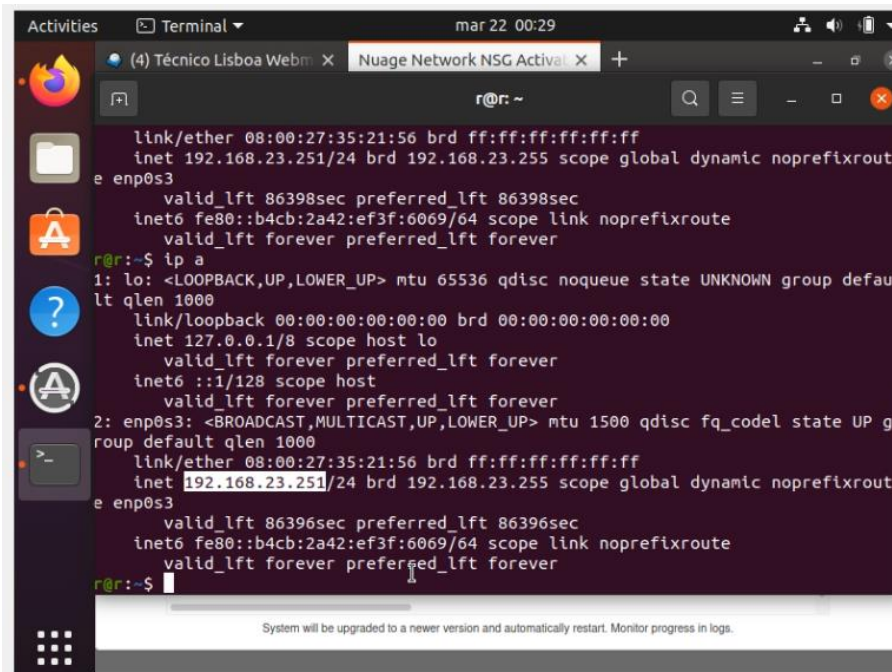 Activities Terminal mar 22 00:29
(4) Técnico Lisboa Webm Nuage Network NSG Activat
r@r: ~
link/ether 08:00:27:35:21:56 brd ff:ff:ff:ff:ff:ff
inet 192.168.23.251/24 brd 192.168.23.255 scope global dynamic noprefixrout
e enp0s3
valid_lft 86398sec preferred_lft 86398sec
inet6 fe80::b4cb:2a42:ef3f:6069/64 scope link noprefixroute
valid_lft forever preferred_lft forever
r@r:~$ ip a
1: lo: <LOOPBACK,UP,LOWER_UP> mtu 65536 qdisc noqueue state UNKNOWN group defau
lt qlen 1000
link/loopback 00:00:00:00:00:00 brd 00:00:00:00:00:00
inet 127.0.0.1/8 scope host lo
valid_lft forever preferred_lft forever
inet6 ::1/128 scope host
valid_lft forever preferred_lft forever
2: enp0s3: <BROADCAST,MULTICAST,UP,LOWER_UP> mtu 1500 qdisc fq_codel state UP g
roup default qlen 1000
link/ether 08:00:27:35:21:56 brd ff:ff:ff:ff:ff:ff
inet 192.168.23.251/24 brd 192.168.23.255 scope global dynamic noprefixrout
e enp0s3
valid_lft 86396sec preferred_lft 86396sec
inet6 fe80::b4cb:2a42:ef3f:6069/64 scope link noprefixroute
valid_lft forever preferred_lft forever
r@r:~$
System will be upgraded to a newer version and automatically restart. Monitor progress in logs.